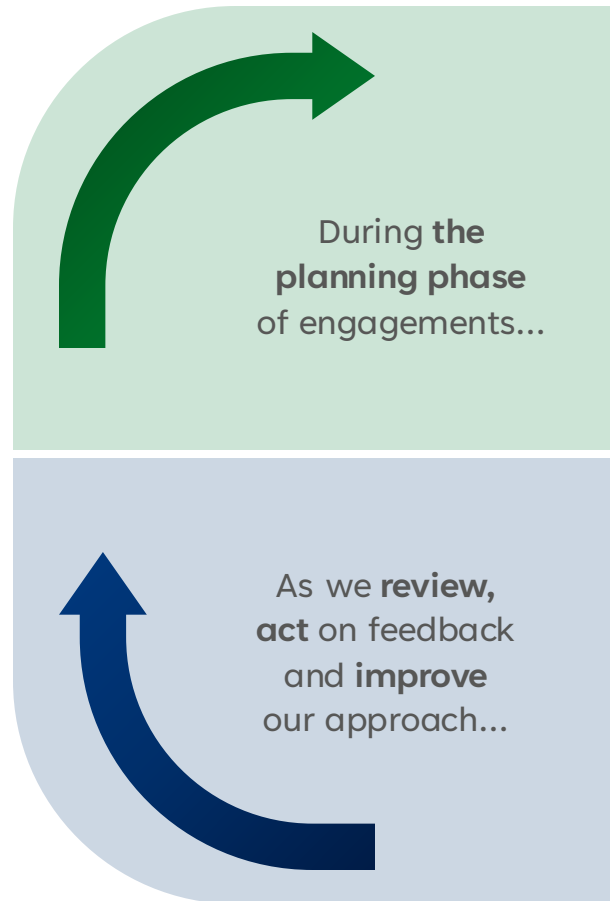 During the
planning phase
of engagements...
As we review,
act on feedback
and improve
our approach...